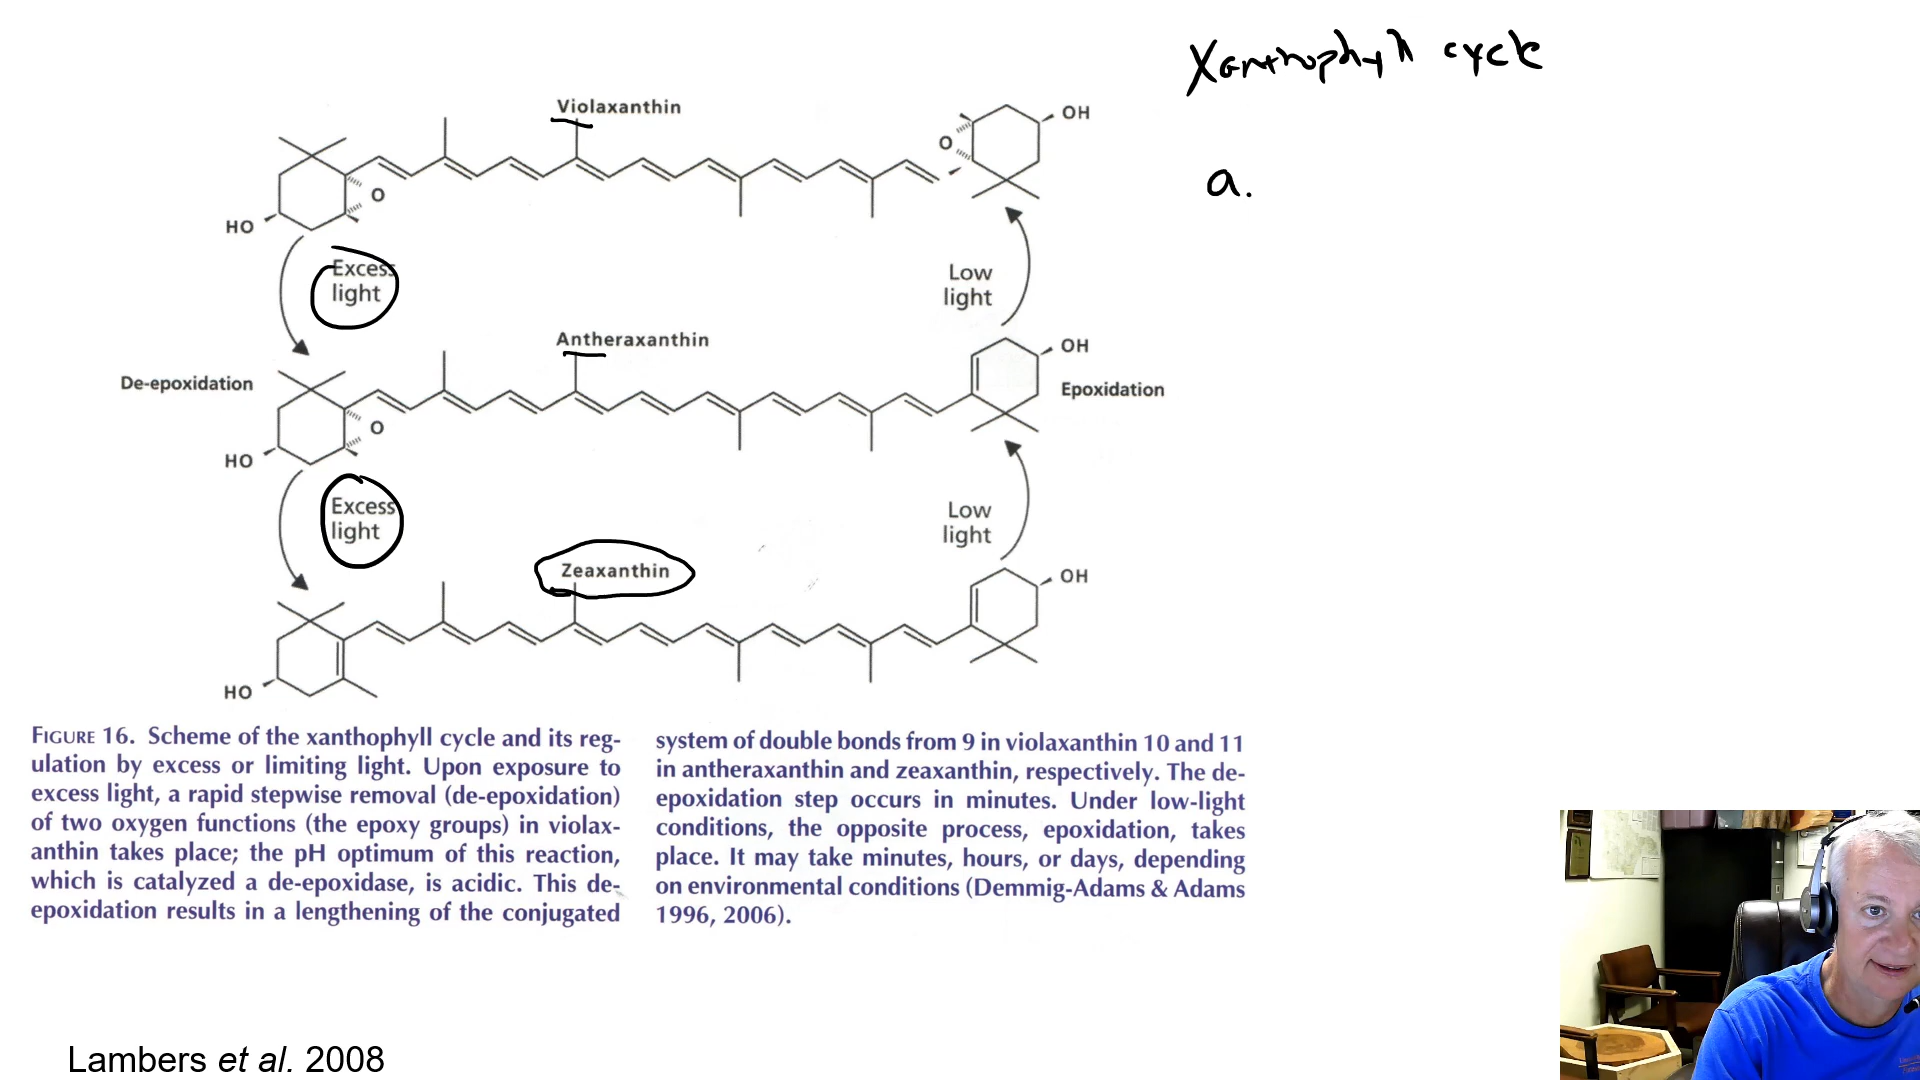 Xanthophyll cycle
a.
Violaxanthin
O
OH
O
HO
Excess
light
Low
light
Antheraxanthin
OH
De-epoxidation
Epoxidation
O
HO
Excess
light
Low
light
Zeaxanthin
OH
HO
FIGURE 16. Scheme of the xanthophyll cycle and its reg-
ulation by excess or limiting light. Upon exposure to
excess light, a rapid stepwise removal (de-epoxidation)
of two oxygen functions (the epoxy groups) in violax-
anthin takes place; the pH optimum of this reaction,
which is catalyzed a de-epoxidase, is acidic. This de-
epoxidation results in a lengthening of the conjugated
system of double bonds from 9 in violaxanthin 10 and 11
in antheraxanthin and zeaxanthin, respectively. The de-
epoxidation step occurs in minutes. Under low-light
conditions, the opposite process, epoxidation, takes
place. It may take minutes, hours, or days, depending
on environmental conditions (Demmig-Adams & Adams
1996, 2006).
Lambers et al. 2008